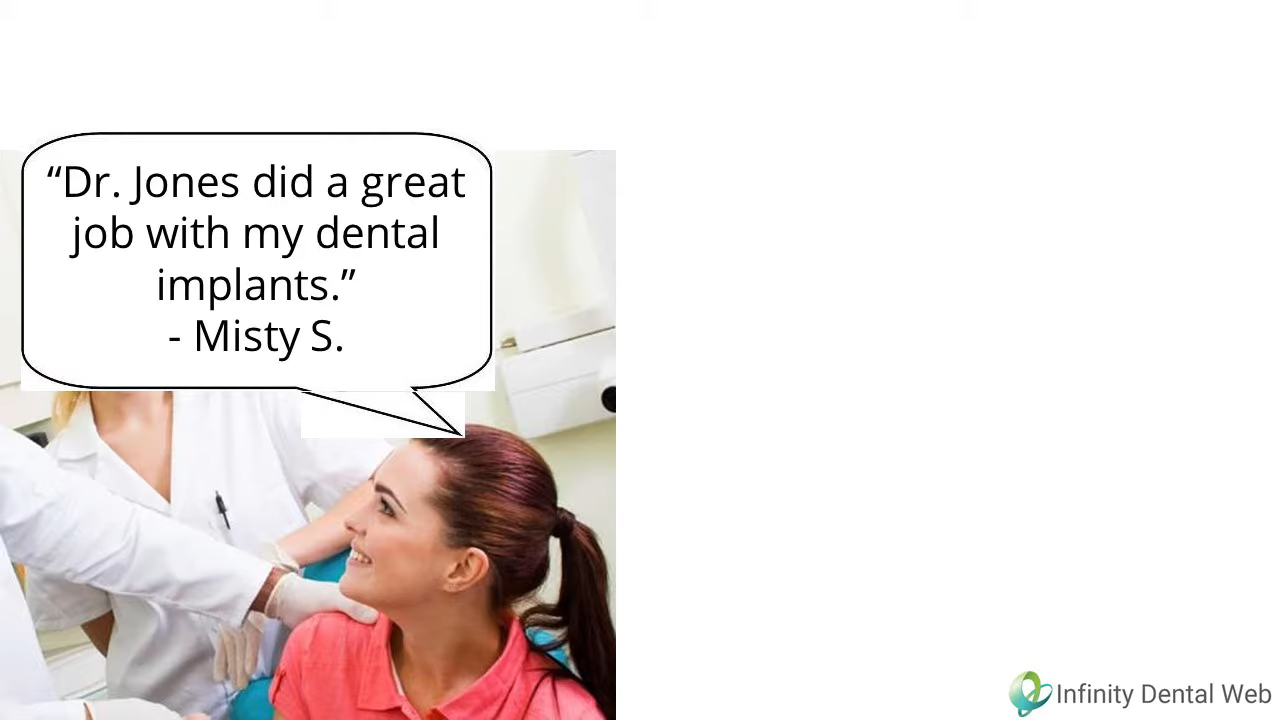 “Dr. Jones did a great
job with my dental
implants.”
- Misty S.
Infinity Dental Web